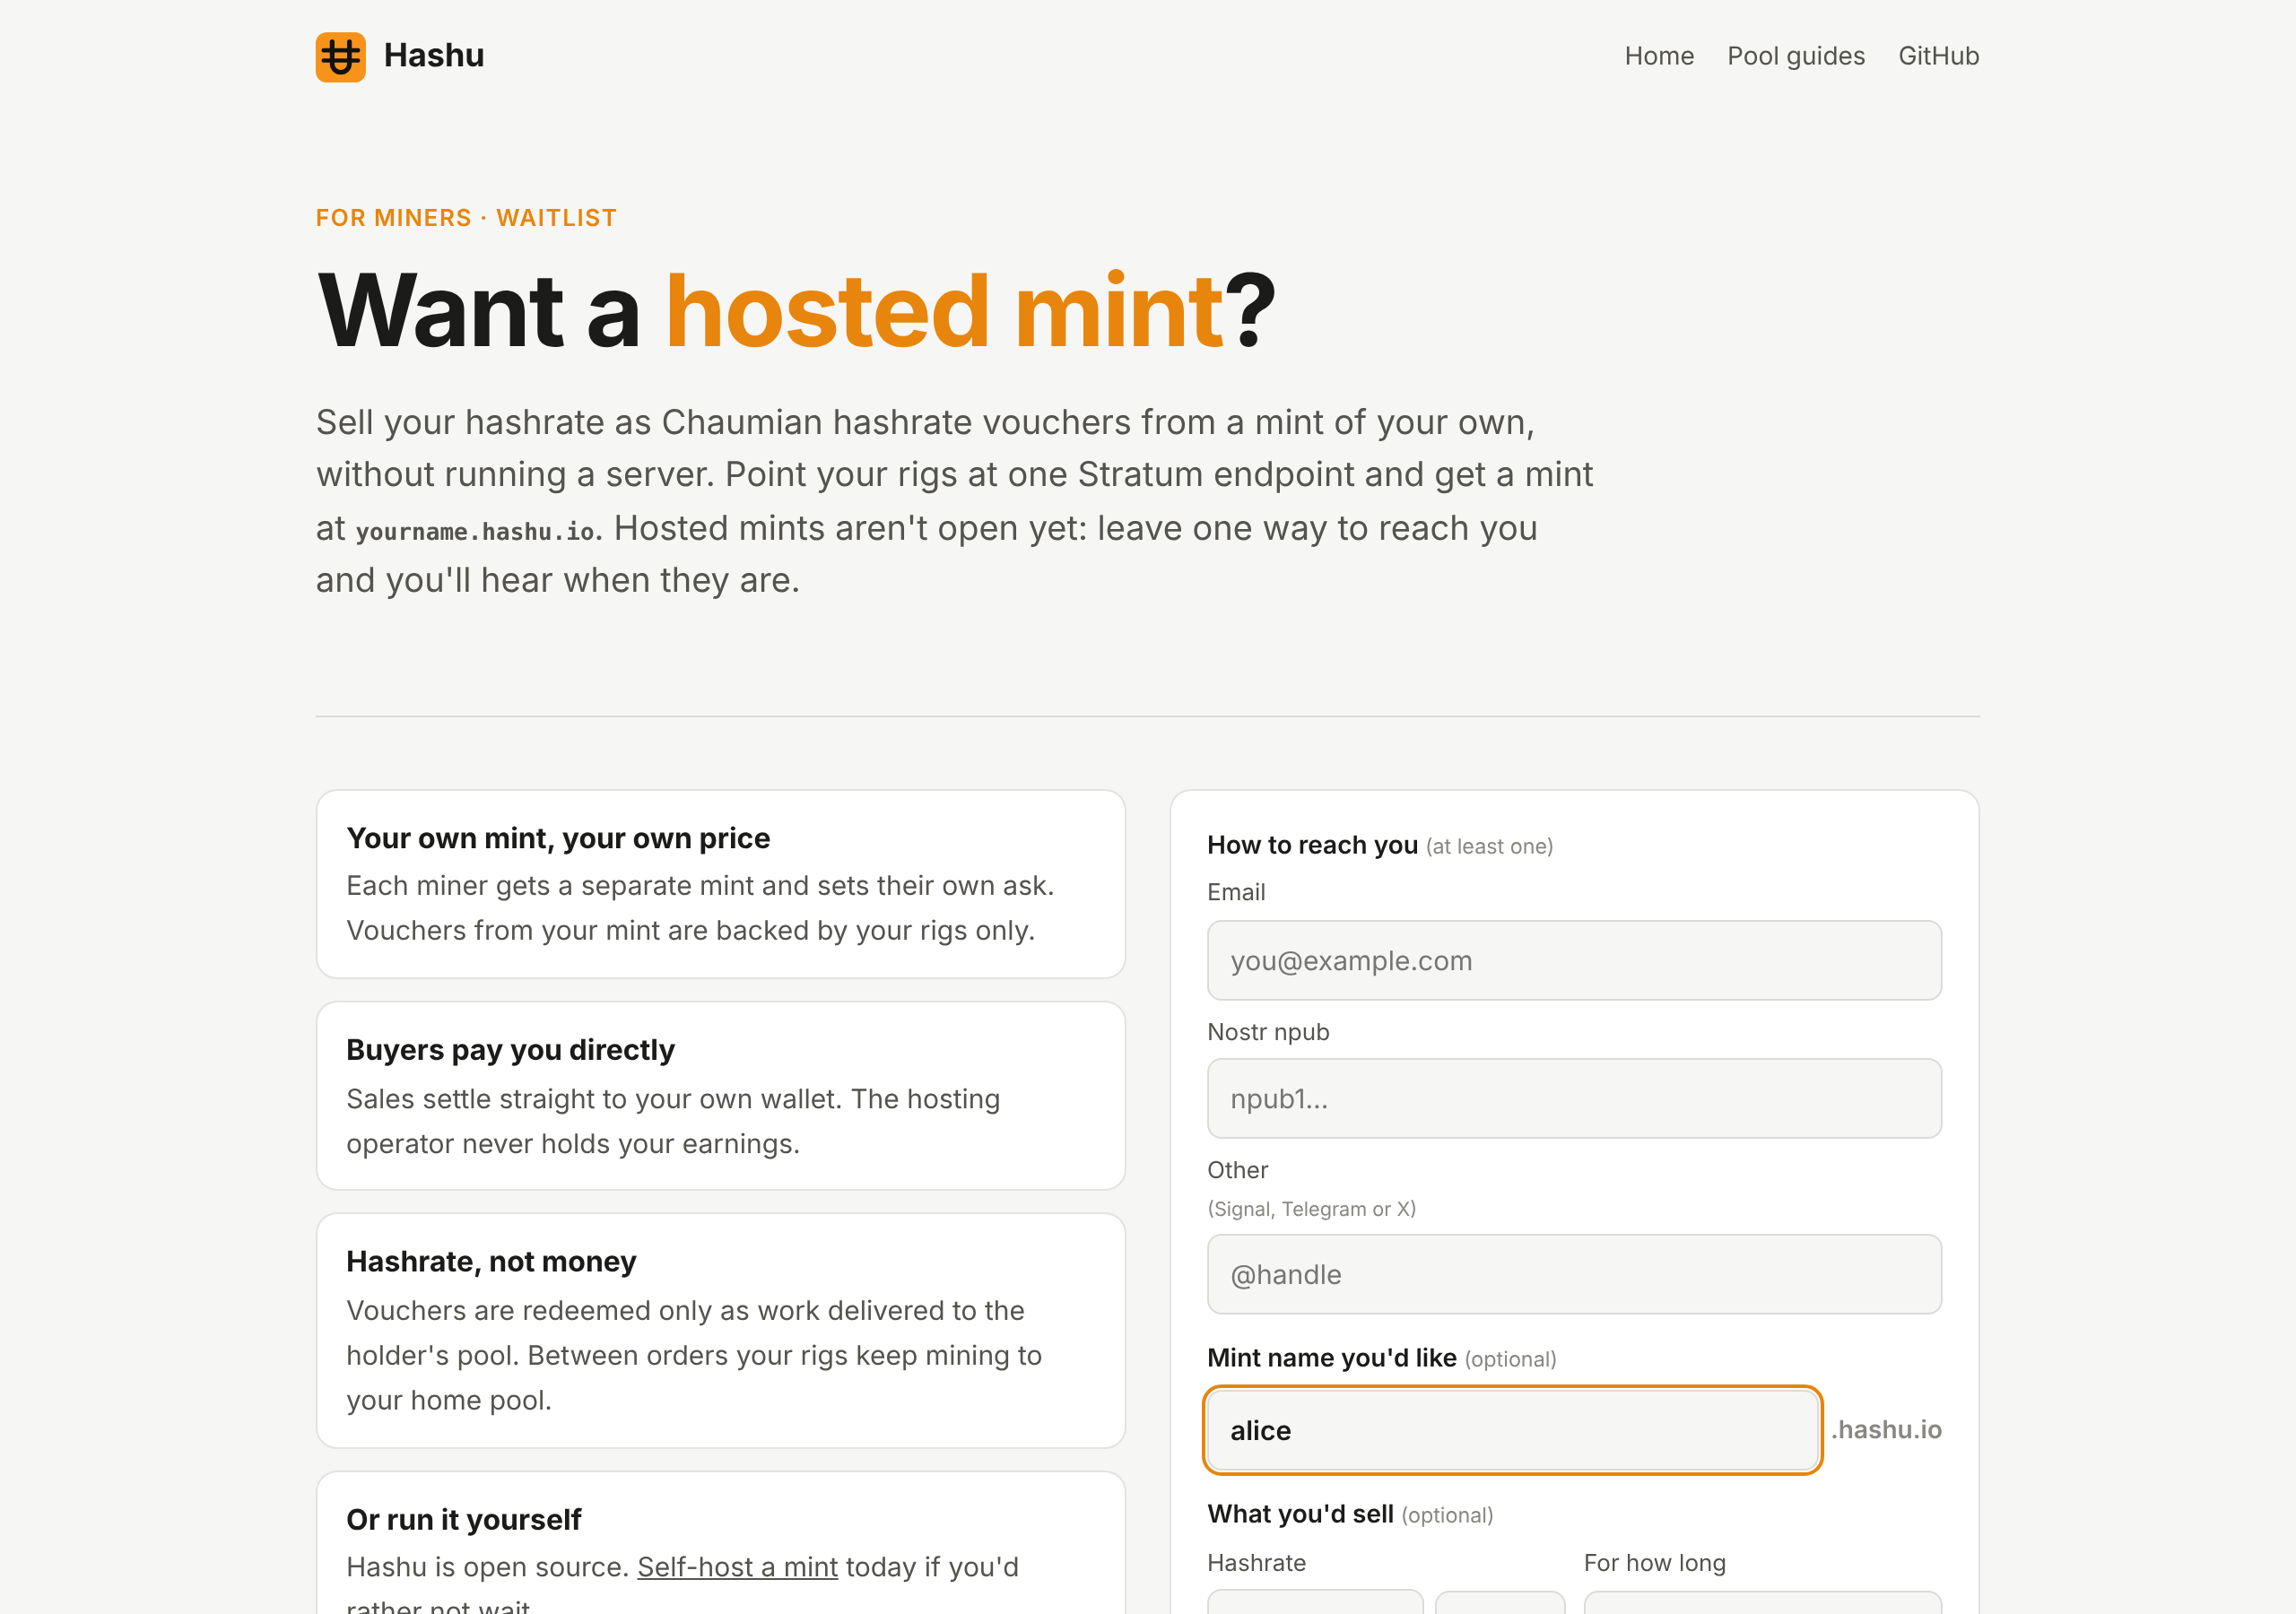 Hashu
Home
Pool guides
GitHub
FOR MINERS · WAITLIST
Want a hosted mint?
Sell your hashrate as Chaumian hashrate vouchers from a mint of your own,
without running a server. Point your rigs at one Stratum endpoint and get a mint
at yourname.hashu.io. Hosted mints aren't open yet: leave one way to reach you
and you'll hear when they are.
Your own mint, your own price
Each miner gets a separate mint and sets their own ask.
Vouchers from your mint are backed by your rigs only.
Buyers pay you directly
Sales settle straight to your own wallet. The hosting
operator never holds your earnings.
Hashrate, not money
Vouchers are redeemed only as work delivered to the
holder's pool. Between orders your rigs keep mining to
your home pool.
Or run it yourself
Hashu is open source. Self-host a mint today if you'd
rather not wait
How to reach you (at least one)
Email
you@example.com
Nostr npub
npub1...
Other
(Signal, Telegram or X)
@handle
Mint name you'd like (optional)
alice
.hashu.io
What you'd sell (optional)
Hashrate
For how long